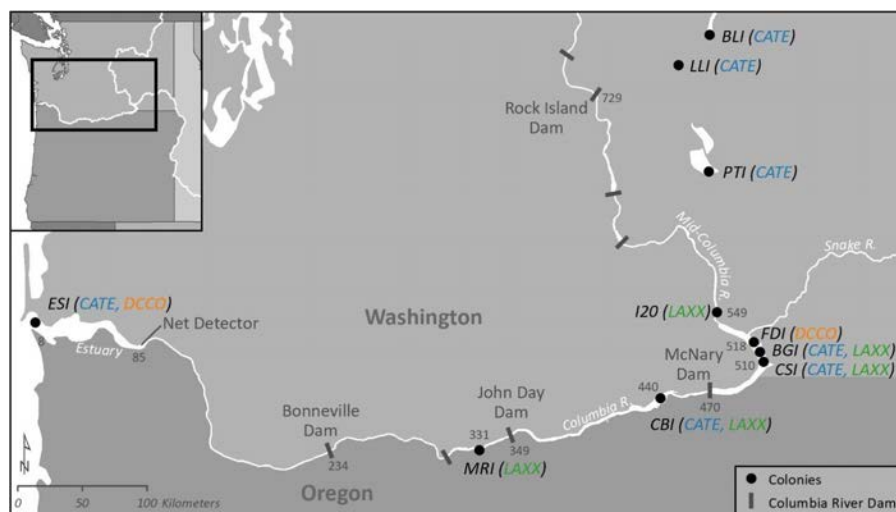 BLI (CATE)
LLI (CATE)
729
Rock Island
Dam
PTI (CATE)
Mid-Columbia R.
Snake R.
ESI (CATE, DCCO)
Net Detector
8
Estuary
85
Washington
I20 (LAXX)
549
FDI (DCCO)
518
BGI (CATE, LAXX)
510
CSI (CATE, LAXX)
McNary
Dam
440
470
John Day
Dam
Columbia R.
CBI (CATE, LAXX)
Bonneville
Dam
234
331
349
MRI (LAXX)
Oregon
N
0 50 100 Kilometers
Colonies
Columbia River Dam